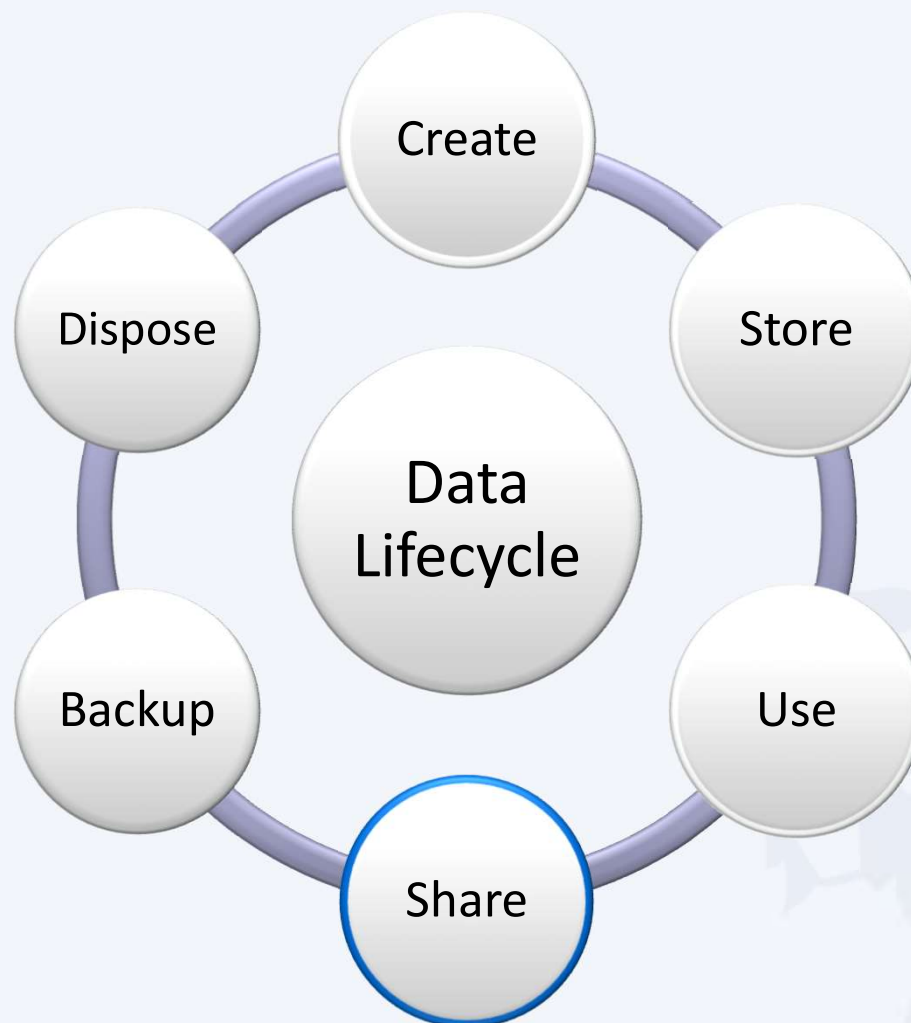 Create
Store
Use
Share
Backup
Dispose
Data
Lifecycle